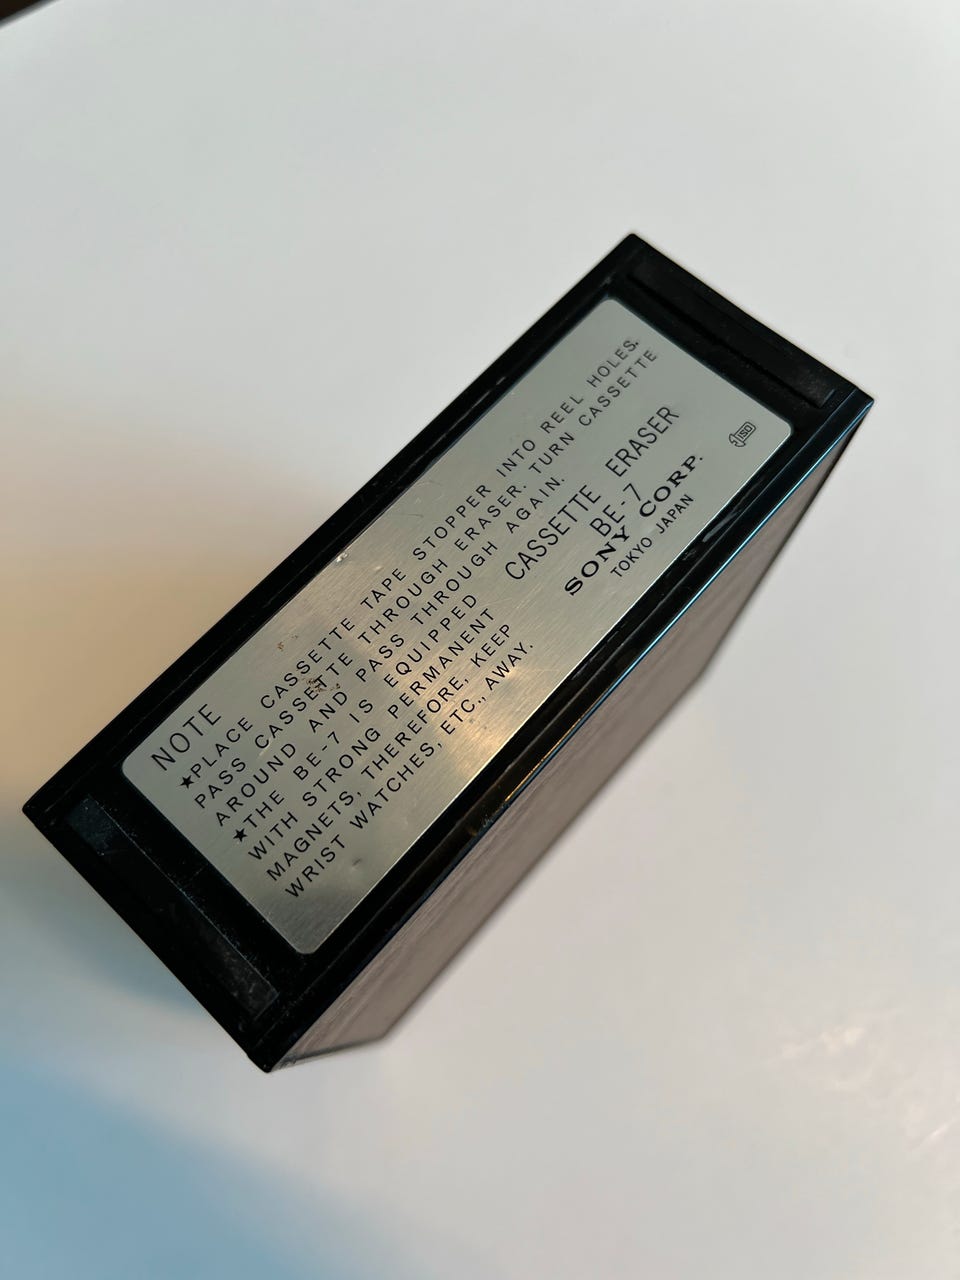 NOTE
★PLACE CASSETTE TAPE STOPPER INTO REEL HOLES.
PASS CASSETTE THROUGH ERASER. TURN CASSETTE
AROUND AND PASS THROUGH AGAIN.
★THE BE-7 IS EQUIPPED
WITH STRONG PERMANENT
MAGNETS, THEREFORE, KEEP
WRIST WATCHES, ETC., AWAY.
CASSETTE ERASER
BE-7
SONY CORP.
TOKYO JAPAN